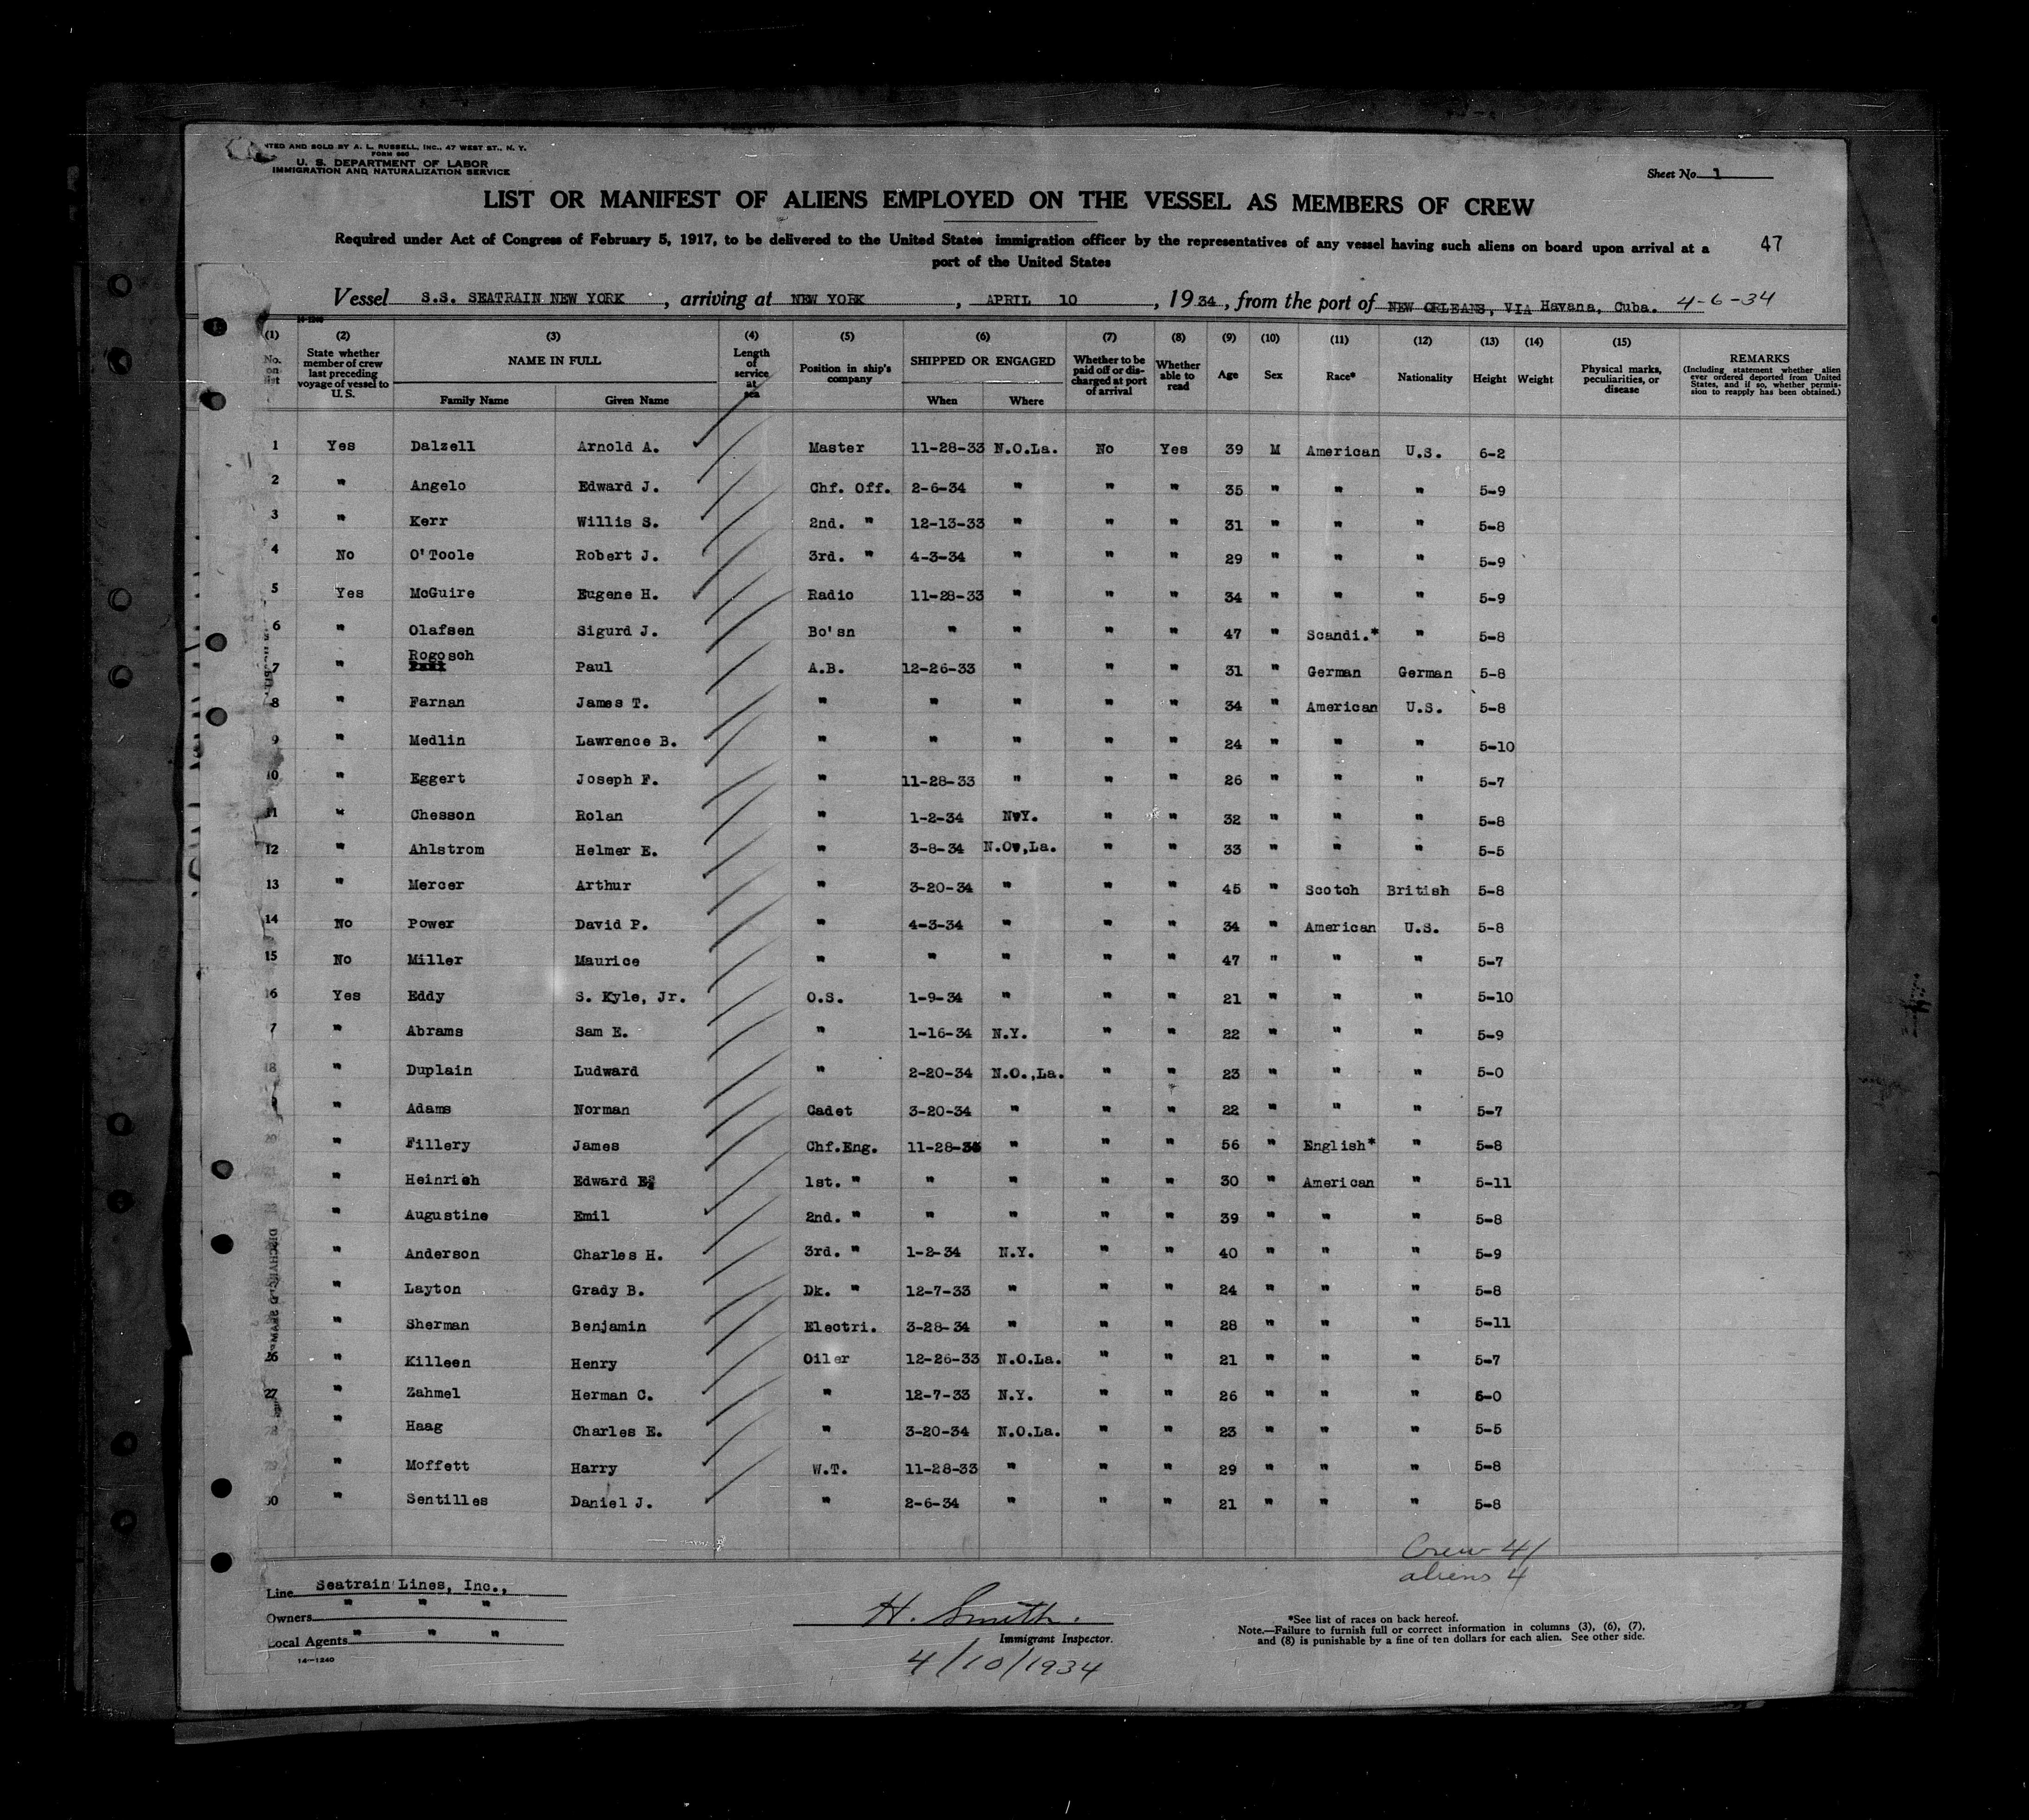 NTED AND SOLD BY A. L. RUSSELL, INC., 47 WEST ST., N. Y.
FORM 680
U. S. DEPARTMENT OF LABOR
IMMIGRATION AND NATURALIZATION SERVICE
Sheet No. 1
LIST OR MANIFEST OF ALIENS EMPLOYED ON THE VESSEL AS MEMBERS OF CREW
Required under Act of Congress of February 5, 1917, to be delivered to the United States immigration officer by the representatives of any vessel having such aliens on board upon arrival at a
port of the United States
47
Vessel S.S. SEATRAIN NEW YORK, arriving at NEW YORK, APRIL 10, 1934, from the port of NEW ORLEANS, VIA Havana, Cuba. 4-6-34
(1) No. on list (2) State whether member of crew last preceding voyage of vessel to U. S. (3) NAME IN FULL Family Name Given Name (4) Length of service at sea (5) Position in ship's company (6) SHIPPED OR ENGAGED When Where (7) Whether to be paid off or discharged at port of arrival (8) Whether able to read (9) Age (10) Sex (11) Race* (12) Nationality (13) Height (14) Weight (15) Physical marks, peculiarities, or disease REMARKS (Including statement whether alien ever ordered deported from United States, and if so, whether permission to reapply has been obtained.)
1 Yes Dalzell Arnold A. Master 11-28-33 N.O.La. No Yes 39 M American U.S. 6-2
2 " Angelo Edward J. Chf. Off. 2-6-34 " " " 35 " " " 5-9
3 " Kerr Willis S. 2nd. " 12-13-33 " " " 31 " " " 5-8
4 No O'Toole Robert J. 3rd. " 4-3-34 " " " 29 " " " 5-9
5 Yes McGuire Eugene H. Radio 11-28-33 " " " 34 " " " 5-9
6 " Olafsen Sigurd J. Bo'sn " " " " 47 " Scandi.* " 5-8
7 " Rogosch Paul A.B. 12-26-33 " " " 31 " German German 5-8
8 " Farnan James T. " " " " " 34 " American U.S. 5-8
9 " Medlin Lawrence B. " " " " " 24 " " " 5-10
10 " Eggert Joseph F. " 11-28-33 " " " 26 " " " 5-7
11 " Chesson Rolan " 1-2-34 N.Y. " " 32 " " " 5-8
12 " Ahlstrom Helmer E. " 3-8-34 N.O.,La. " " 33 " " " 5-5
13 " Mercer Arthur " 3-20-34 " " " 45 " Scotch British 5-8
14 No Power David P. " 4-3-34 " " " 34 " American U.S. 5-8
15 No Miller Maurice " " " " " 47 " " " 5-7
16 Yes Eddy S. Kyle, Jr. O.S. 1-9-34 " " " 21 " " " 5-10
7 " Abrams Sam E. " 1-16-34 N.Y. " " 22 " " " 5-9
18 " Duplain Ludward " 2-20-34 N.O.,La. " " 23 " " " 5-0
" Adams Norman Cadet 3-20-34 " " " 22 " " " 5-7
20 " Fillery James Chf.Eng. 11-28-34 " " " 56 " English* " 5-8
" Heinrich Edward E. 1st. " " " " " 30 " American " 5-11
" Augustine Emil 2nd. " " " " " 39 " " " 5-8
" Anderson Charles H. 3rd. " 1-2-34 N.Y. " " 40 " " " 5-9
" Layton Grady B. Dk. " 12-7-33 " " " 24 " " " 5-8
" Sherman Benjamin Electri. 3-28-34 " " " 28 " " " 5-11
26 " Killeen Henry Oiler 12-26-33 N.O.La. " " 21 " " " 5-7
27 " Zahmel Herman C. " 12-7-33 N.Y. " " 26 " " " 6-0
28 " Haag Charles E. " 3-20-34 N.O.La. " " 23 " " " 5-5
29 " Moffett Harry W.T. 11-28-33 " " " 29 " " " 5-8
30 " Sentilles Daniel J. " 2-6-34 " " " 21 " " " 5-8
Crew 41
aliens 4
Line Seatrain Lines, Inc.,
Owners " " "
Local Agents " " "
14-1240
H. Smith.
Immigrant Inspector.
4/10/1934
*See list of races on back hereof.
Note.—Failure to furnish full or correct information in columns (3), (6), (7),
and (8) is punishable by a fine of ten dollars for each alien. See other side.